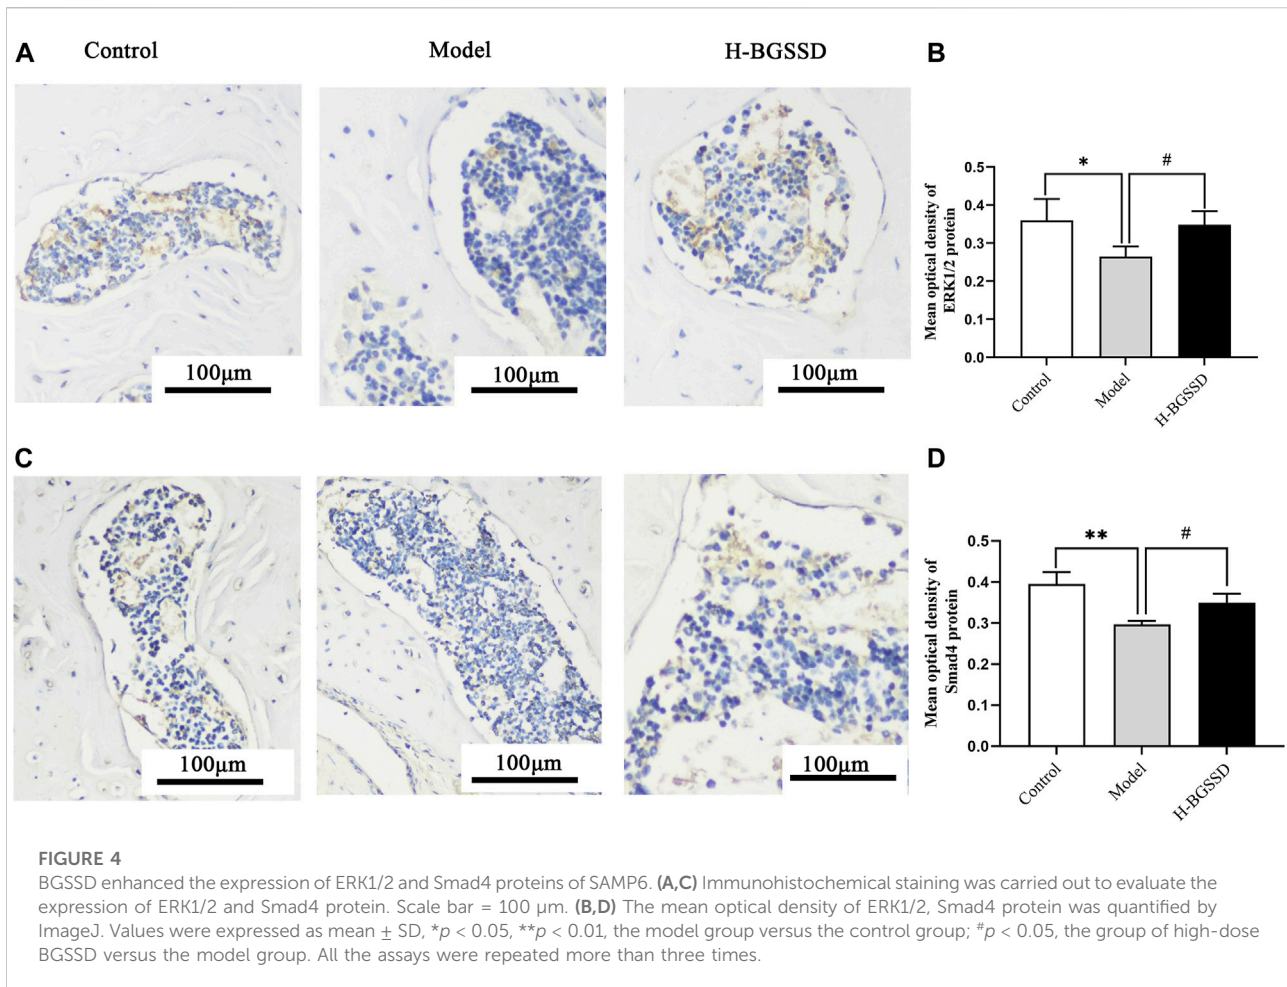 A
Control
Model
H-BGSSD
100µm
100µm
100µm
B
Mean optical density of
ERK1/2 protein
0.5
0.4
0.3
0.2
0.1
0.0
*
#
Control
Model
H-BGSSD
C
100µm
100µm
100µm
D
Mean optical density of
Smad4 protein
0.5
0.4
0.3
0.2
0.1
0.0
**
#
Control
Model
H-BGSSD
FIGURE 4
BGSSD enhanced the expression of ERK1/2 and Smad4 proteins of SAMP6. (A,C) Immunohistochemical staining was carried out to evaluate the
expression of ERK1/2 and Smad4 protein. Scale bar = 100 µm. (B,D) The mean optical density of ERK1/2, Smad4 protein was quantified by
ImageJ. Values were expressed as mean ± SD, *p < 0.05, **p < 0.01, the model group versus the control group; #p < 0.05, the group of high-dose
BGSSD versus the model group. All the assays were repeated more than three times.